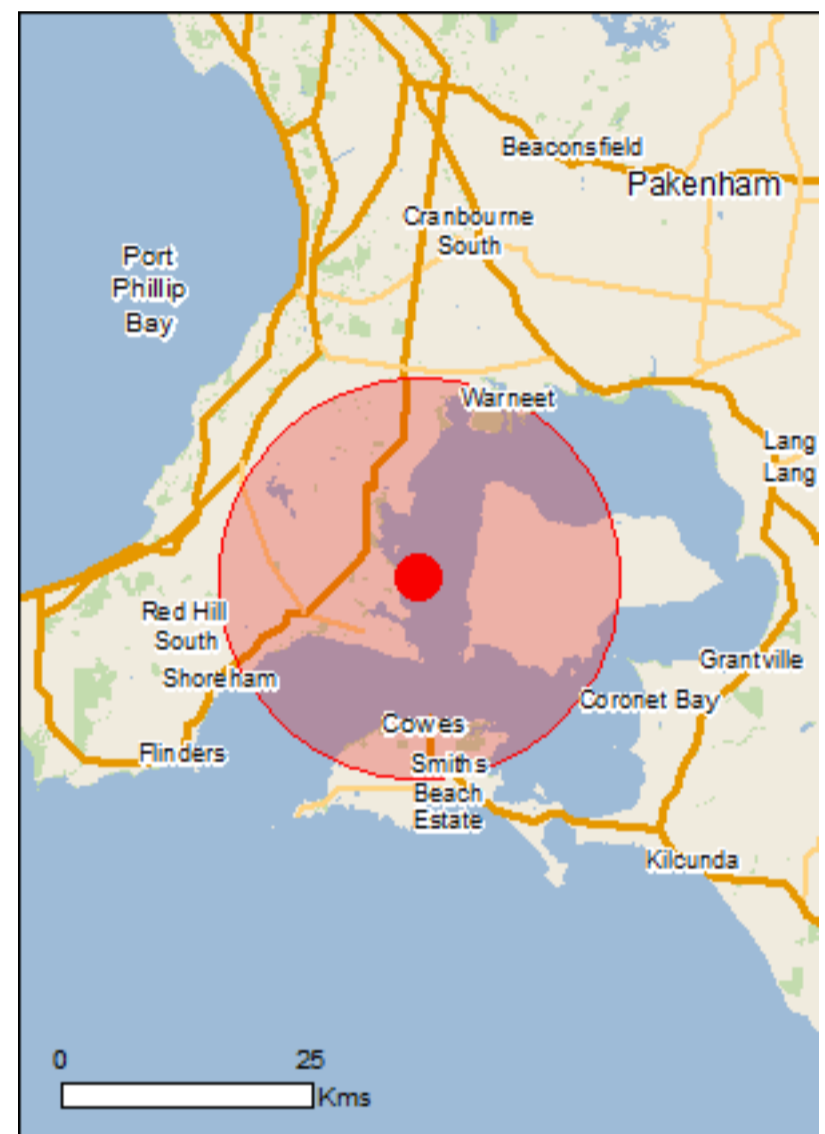 Beaconsfield
Pakenham
Cranbourne
South
Port
Phillip
Bay
Warneet
Lang
Lang
Red Hill
South
Grantville
Shoreham
Coronet Bay
Cowes
Flinders
Smiths
Beach
Estate
Kilcunda
0 25
Kms